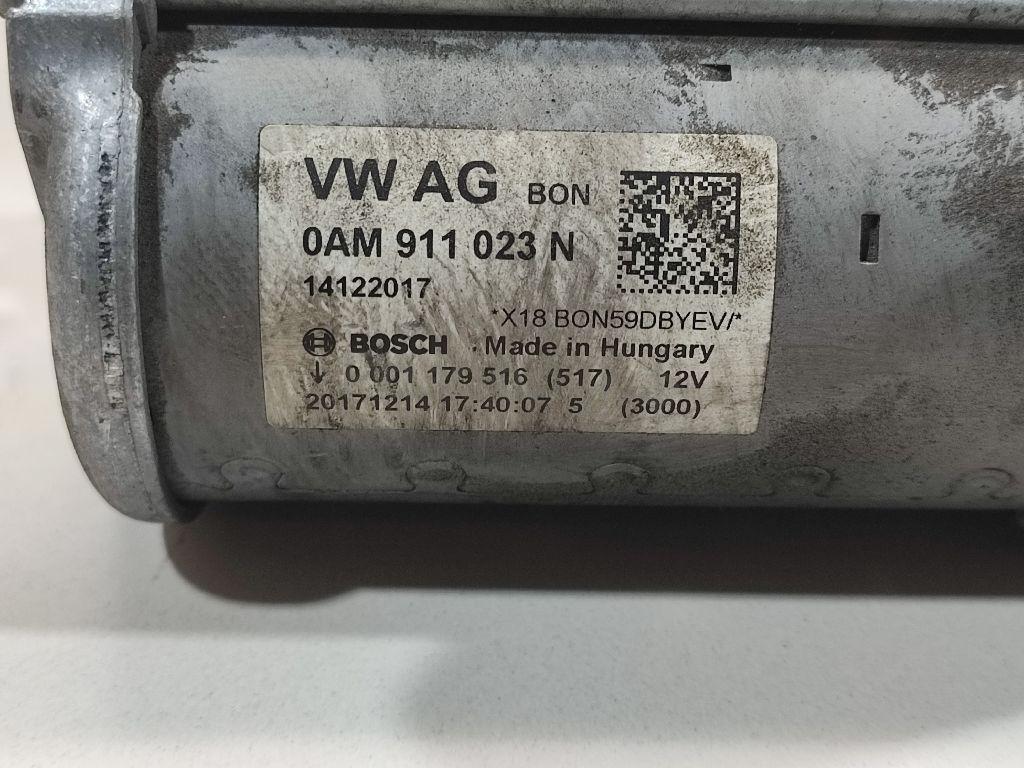 VW AG BON
0AM 911 023 N
14122017
*X18 BON59DBYEV/*
BOSCH Made in Hungary
↓ 0 001 179 516 (517) 12V
20171214 17:40:07 5 (3000)